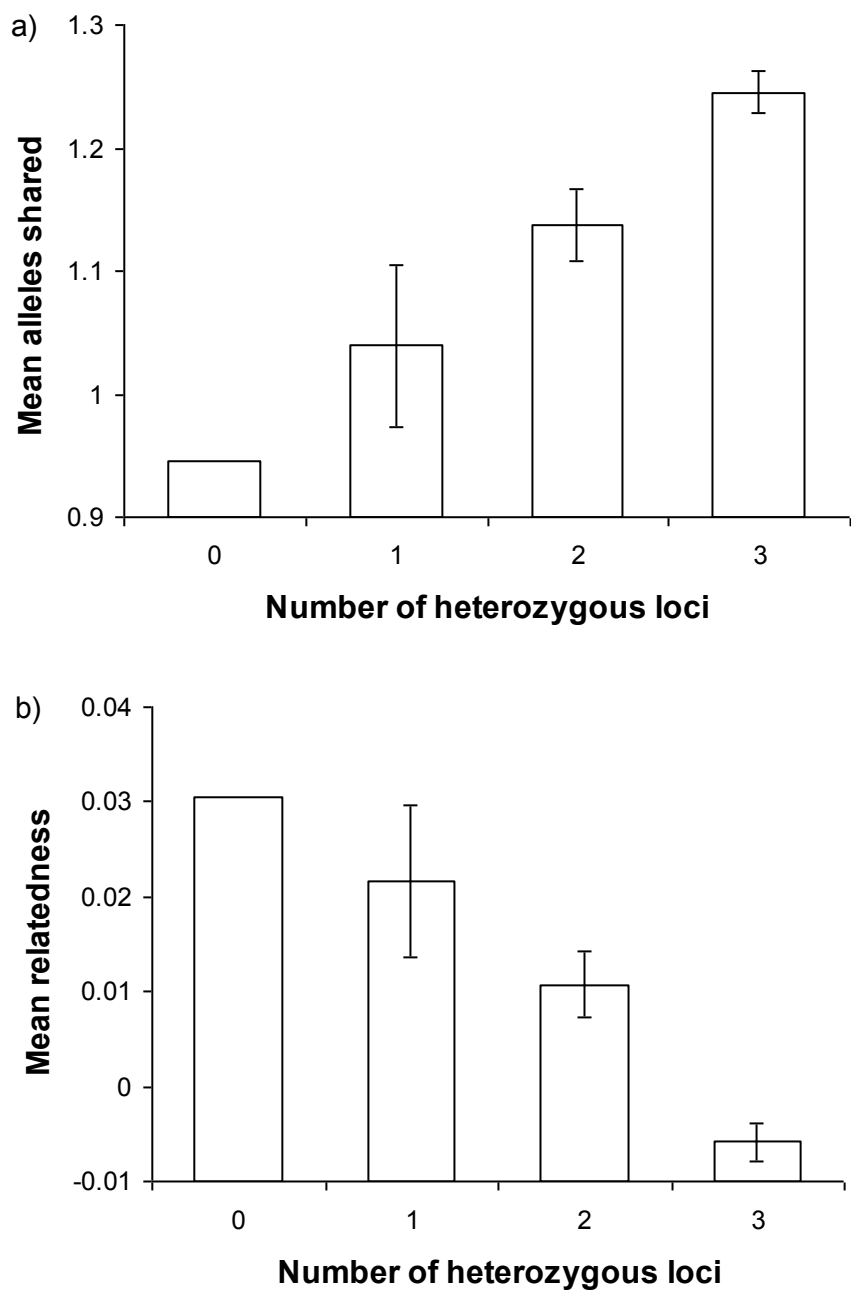 a)
1.3
1.2
1.1
1
0.9
Mean alleles shared
0 1 2 3
Number of heterozygous loci
b)
0.04
0.03
0.02
0.01
0
-0.01
Mean relatedness
0 1 2 3
Number of heterozygous loci